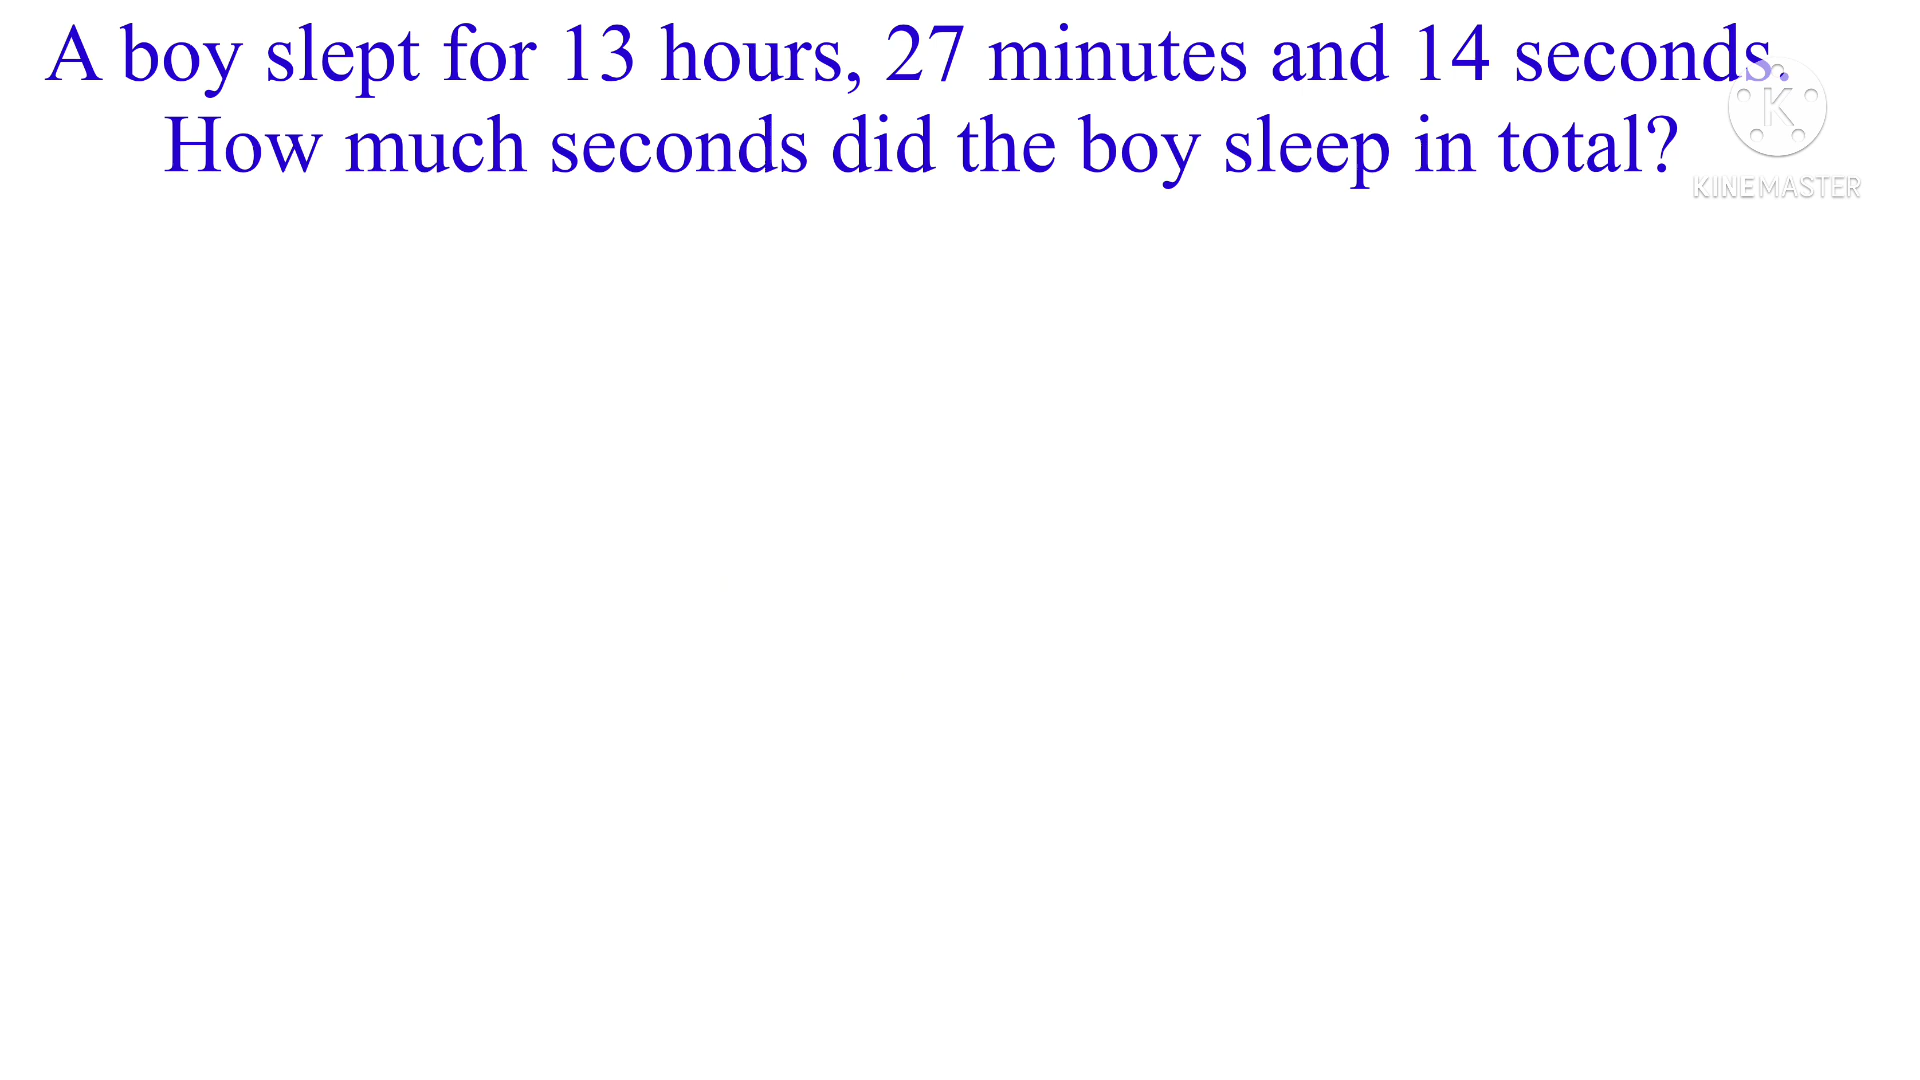 A boy slept for 13 hours, 27 minutes and 14 seconds.
How much seconds did the boy sleep in total?
K
KINEMASTER